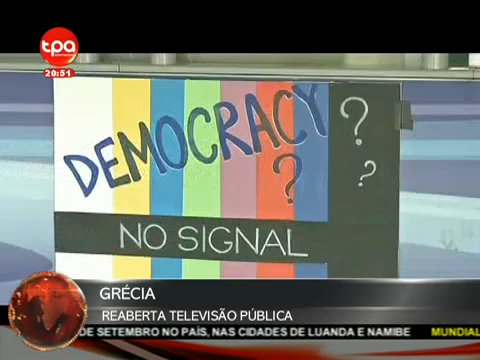 tpa
20:51
DEMOCRACY ? ? ?
NO SIGNAL
GRÉCIA
REABERTA TELEVISÃO PÚBLICA
DE SETEMBRO NO PAÍS, NAS CIDADES DE LUANDA E NAMIBE MUNDIAL